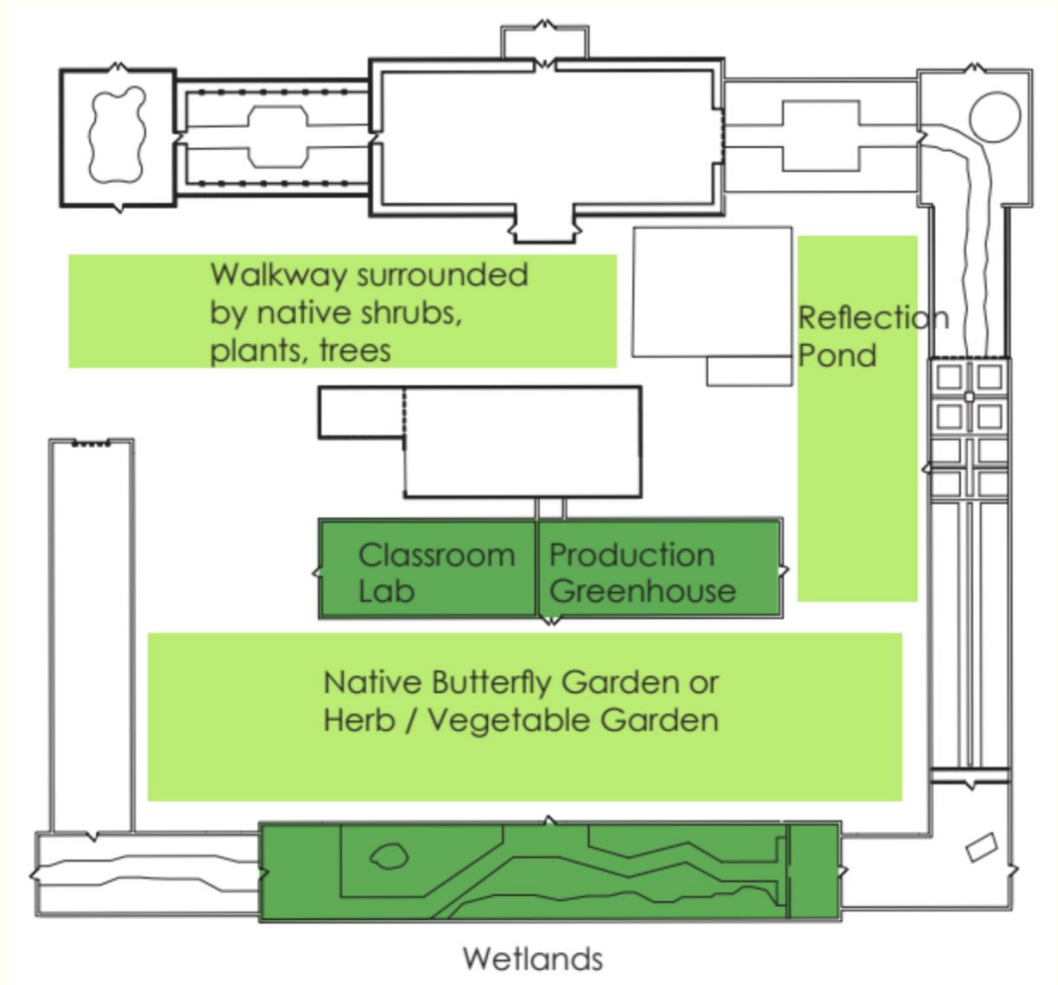 Walkway surrounded
by native shrubs,
plants, trees
Reflection
Pond
Classroom
Lab
Production
Greenhouse
Native Butterfly Garden or
Herb / Vegetable Garden
Wetlands